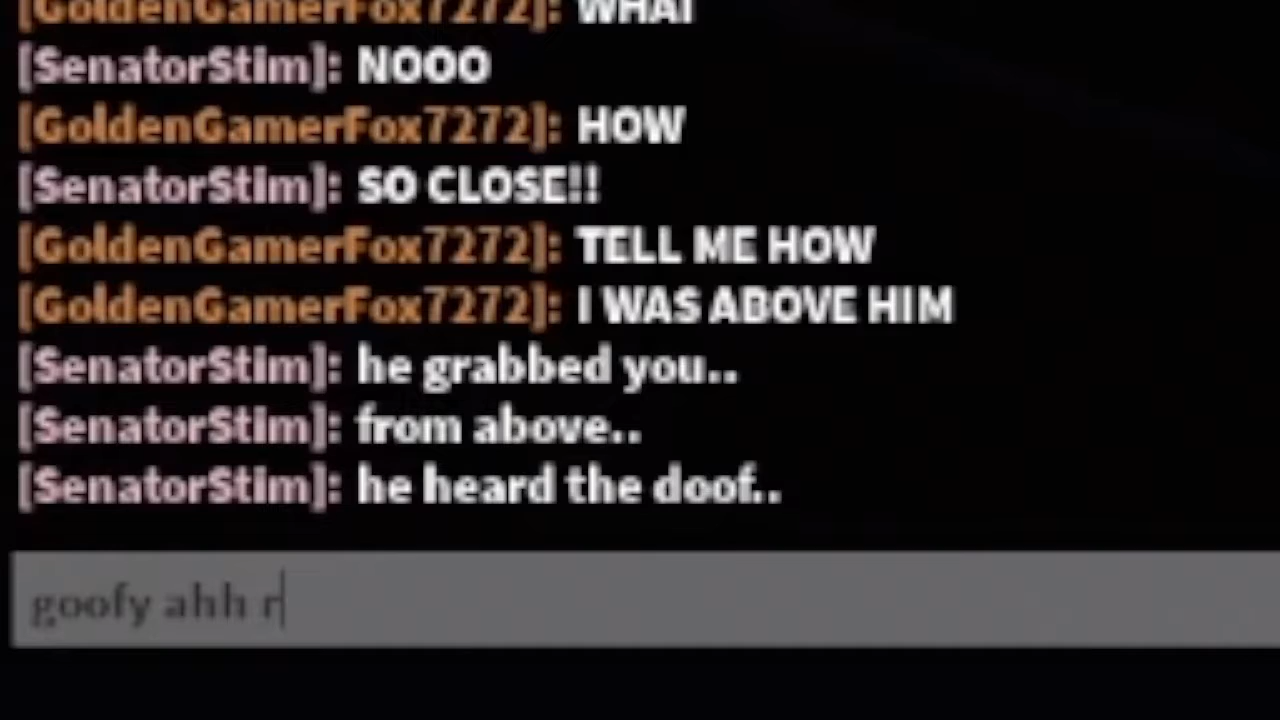 [GoldenGamerFox7272]: WHAT
[SenatorStim]: NOOO
[GoldenGamerFox7272]: HOW
[SenatorStim]: SO CLOSE!!
[GoldenGamerFox7272]: TELL ME HOW
[GoldenGamerFox7272]: I WAS ABOVE HIM
[SenatorStim]: he grabbed you..
[SenatorStim]: from above..
[SenatorStim]: he heard the doof..
goofy ahh r